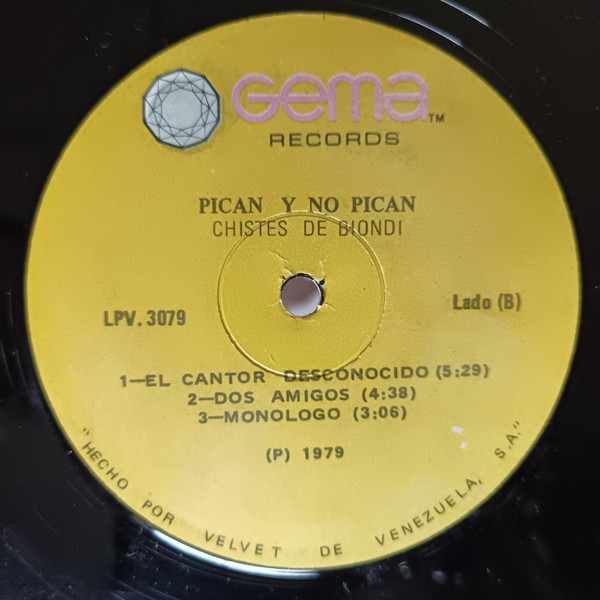 Gema™
RECORDS
PICAN Y NO PICAN
CHISTES DE BIONDI
LPV. 3079
Lado (B)
1—EL CANTOR DESCONOCIDO (5:29)
2—DOS AMIGOS (4:38)
3—MONOLOGO (3:06)
(P) 1979
"HECHO POR VELVET DE VENEZUELA, S.A."